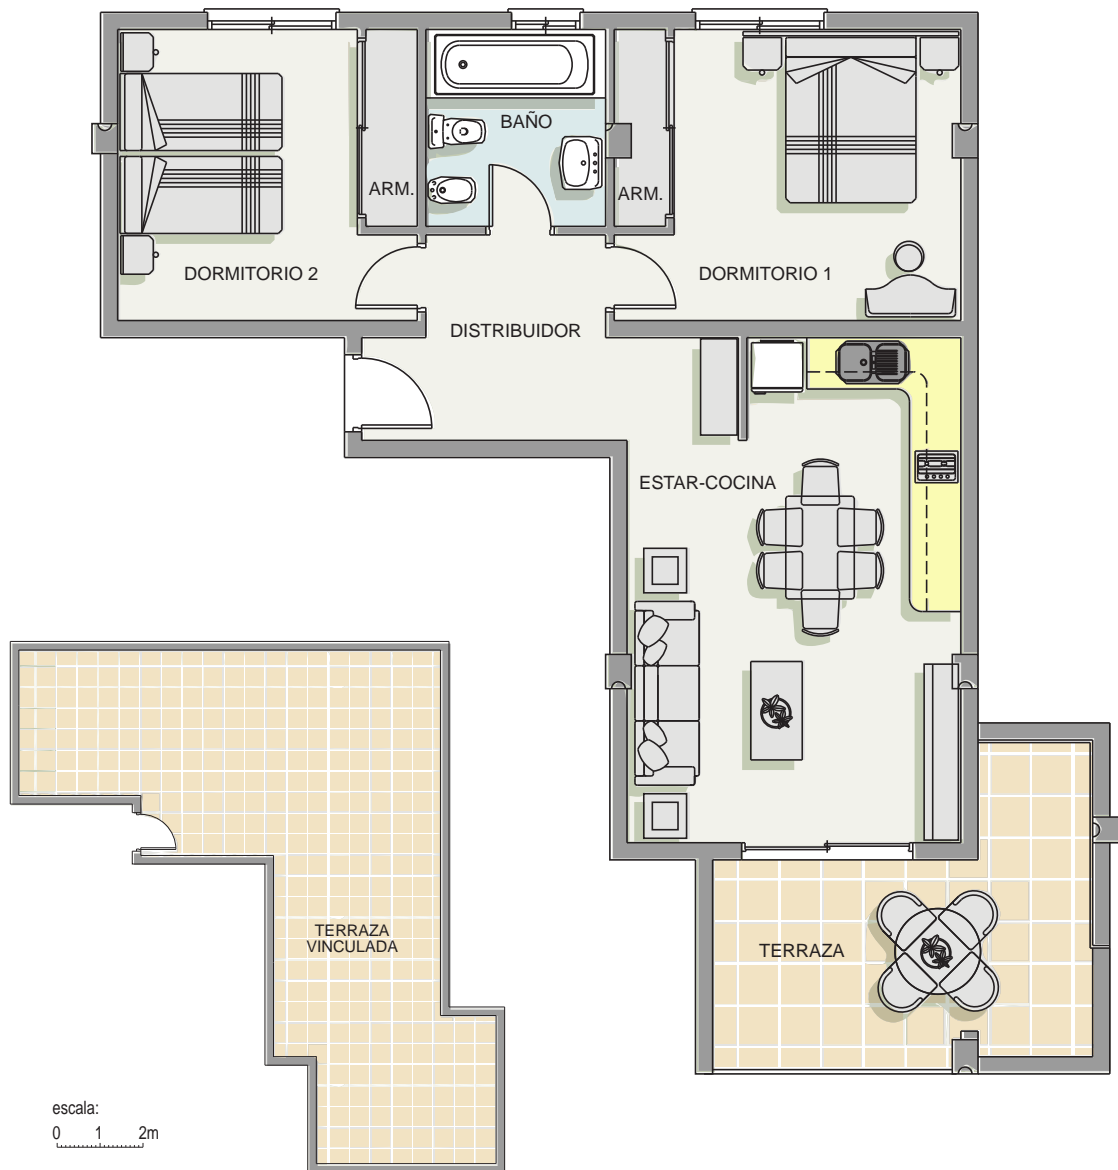 BAÑO
ARM.
ARM.
DORMITORIO 2
DORMITORIO 1
DISTRIBUIDOR
ESTAR-COCINA
TERRAZA
VINCULADA
TERRAZA
escala:
0 1 2m